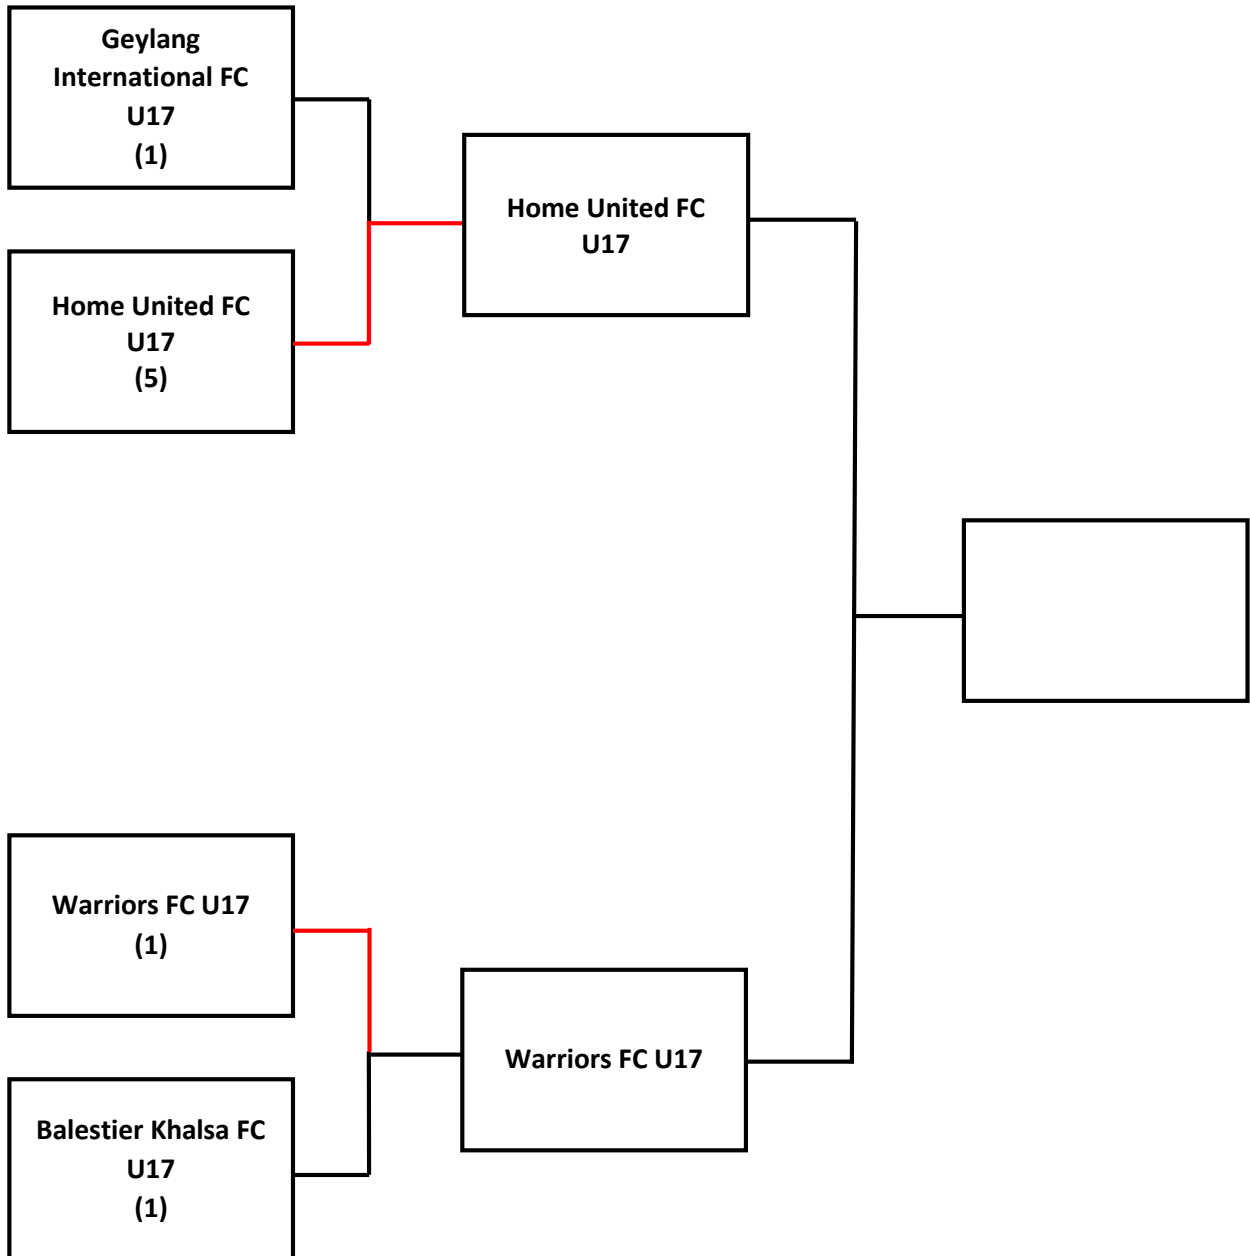 Geylang
International FC
U17
(1)
Home United FC
U17
(5)
Home United FC
U17
Warriors FC U17
(1)
Balestier Khalsa FC
U17
(1)
Warriors FC U17